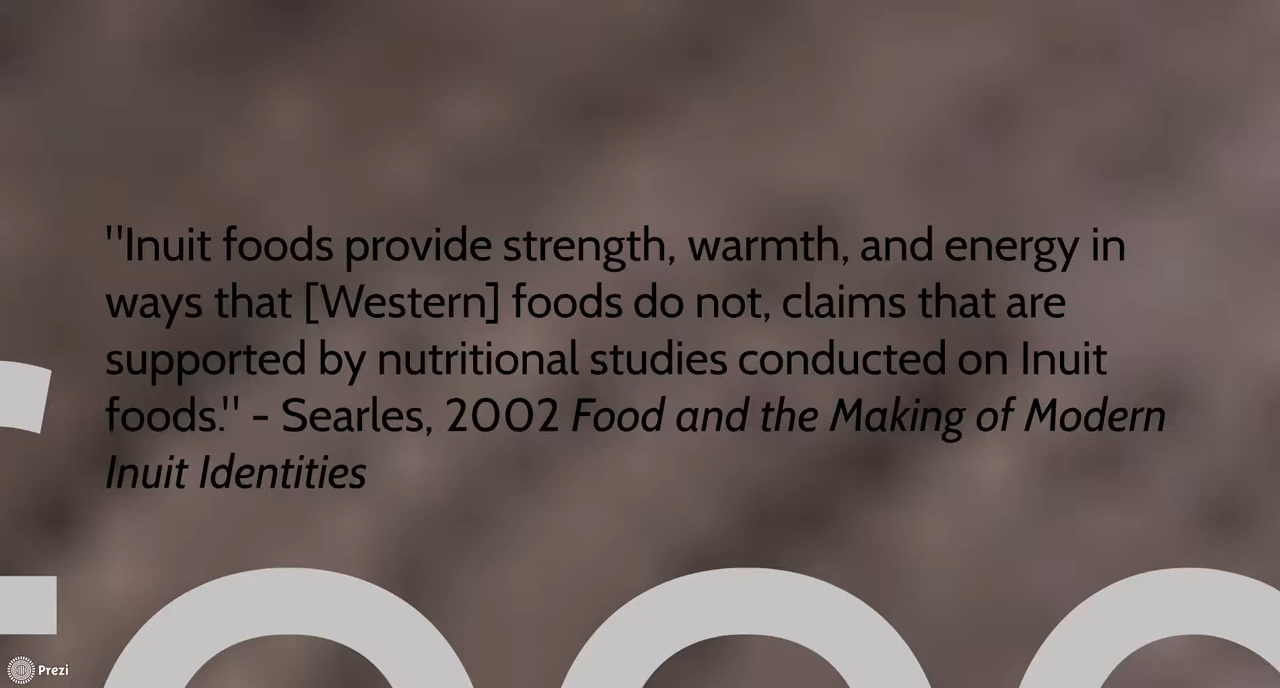 "Inuit foods provide strength, warmth, and energy in
ways that [Western] foods do not, claims that are
supported by nutritional studies conducted on Inuit
foods." - Searles, 2002 Food and the Making of Modern
Inuit Identities
Prezi